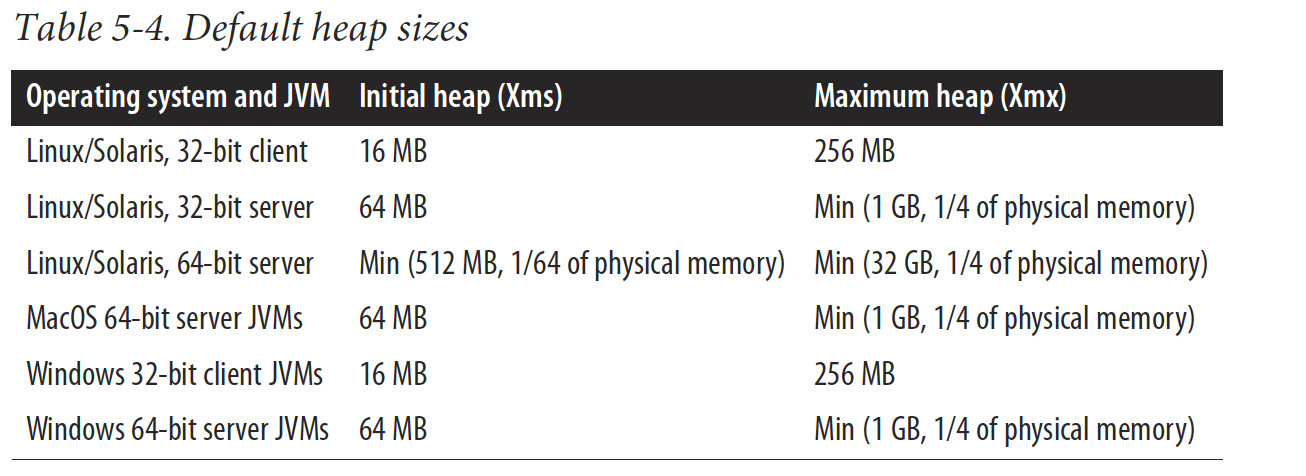 Table 5-4. Default heap sizes
Operating system and JVM Initial heap (Xms) Maximum heap (Xmx)
Linux/Solaris, 32-bit client 16 MB 256 MB
Linux/Solaris, 32-bit server 64 MB Min (1 GB, 1/4 of physical memory)
Linux/Solaris, 64-bit server Min (512 MB, 1/64 of physical memory) Min (32 GB, 1/4 of physical memory)
MacOS 64-bit server JVMs 64 MB Min (1 GB, 1/4 of physical memory)
Windows 32-bit client JVMs 16 MB 256 MB
Windows 64-bit server JVMs 64 MB Min (1 GB, 1/4 of physical memory)